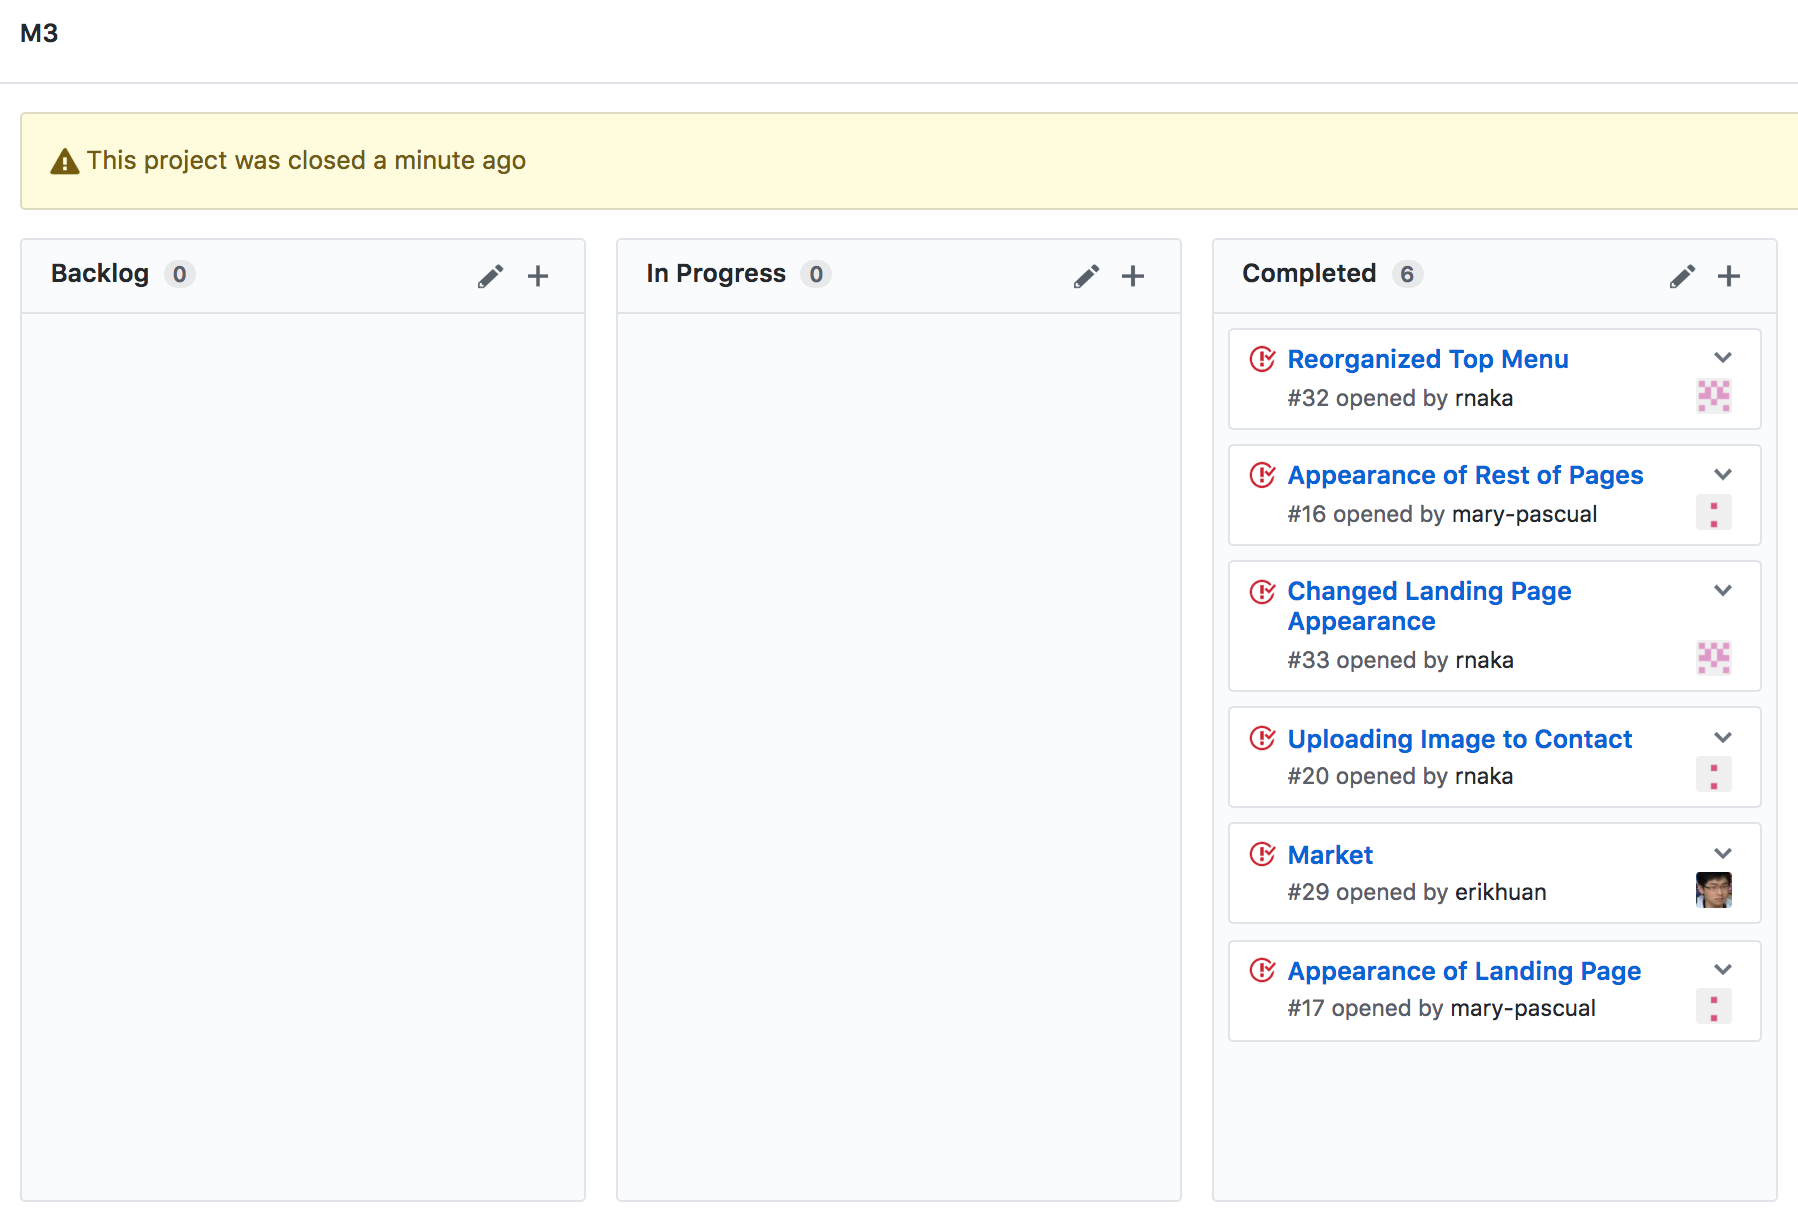 M3
This project was closed a minute ago
Backlog 0
In Progress 0
Completed 6
Reorganized Top Menu
#32 opened by rnaka
Appearance of Rest of Pages
#16 opened by mary-pascual
Changed Landing Page
Appearance
#33 opened by rnaka
Uploading Image to Contact
#20 opened by rnaka
Market
#29 opened by erikhuan
Appearance of Landing Page
#17 opened by mary-pascual